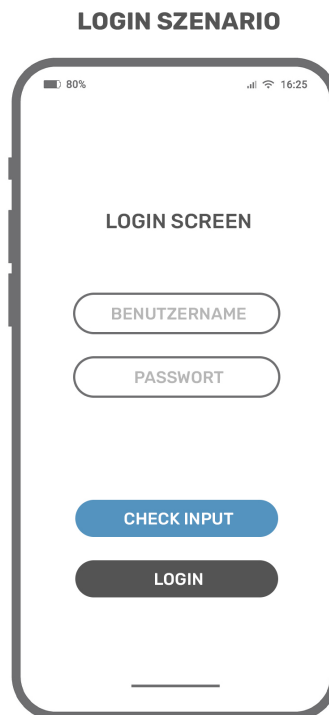 LOGIN SZENARIO
80% 16:25
LOGIN SCREEN
BENUTZERNAME
PASSWORT
CHECK INPUT
LOGIN